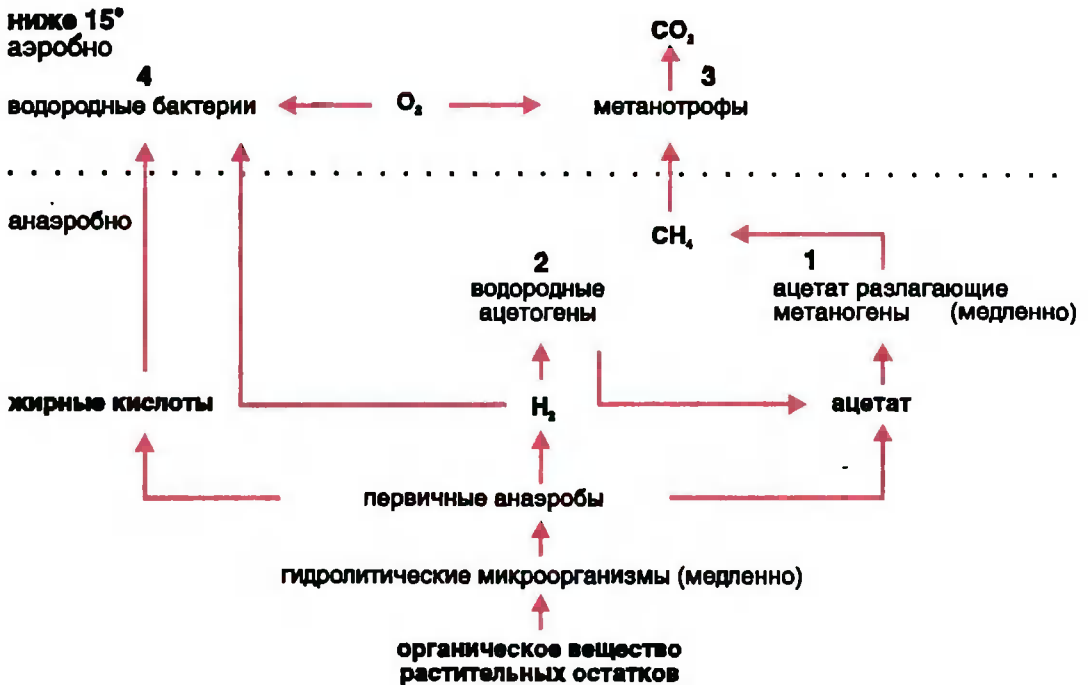 ниже 15°
аэробно
CO₂
4
3
водородные бактерии
O₂
метанотрофы
анаэробно
CH₄
2
1
водородные
ацетогены
ацетат разлагающие
метаногены (медленно)
жирные кислоты
H₂
ацетат
первичные анаэробы
гидролитические микроорганизмы (медленно)
органическое вещество
растительных остатков